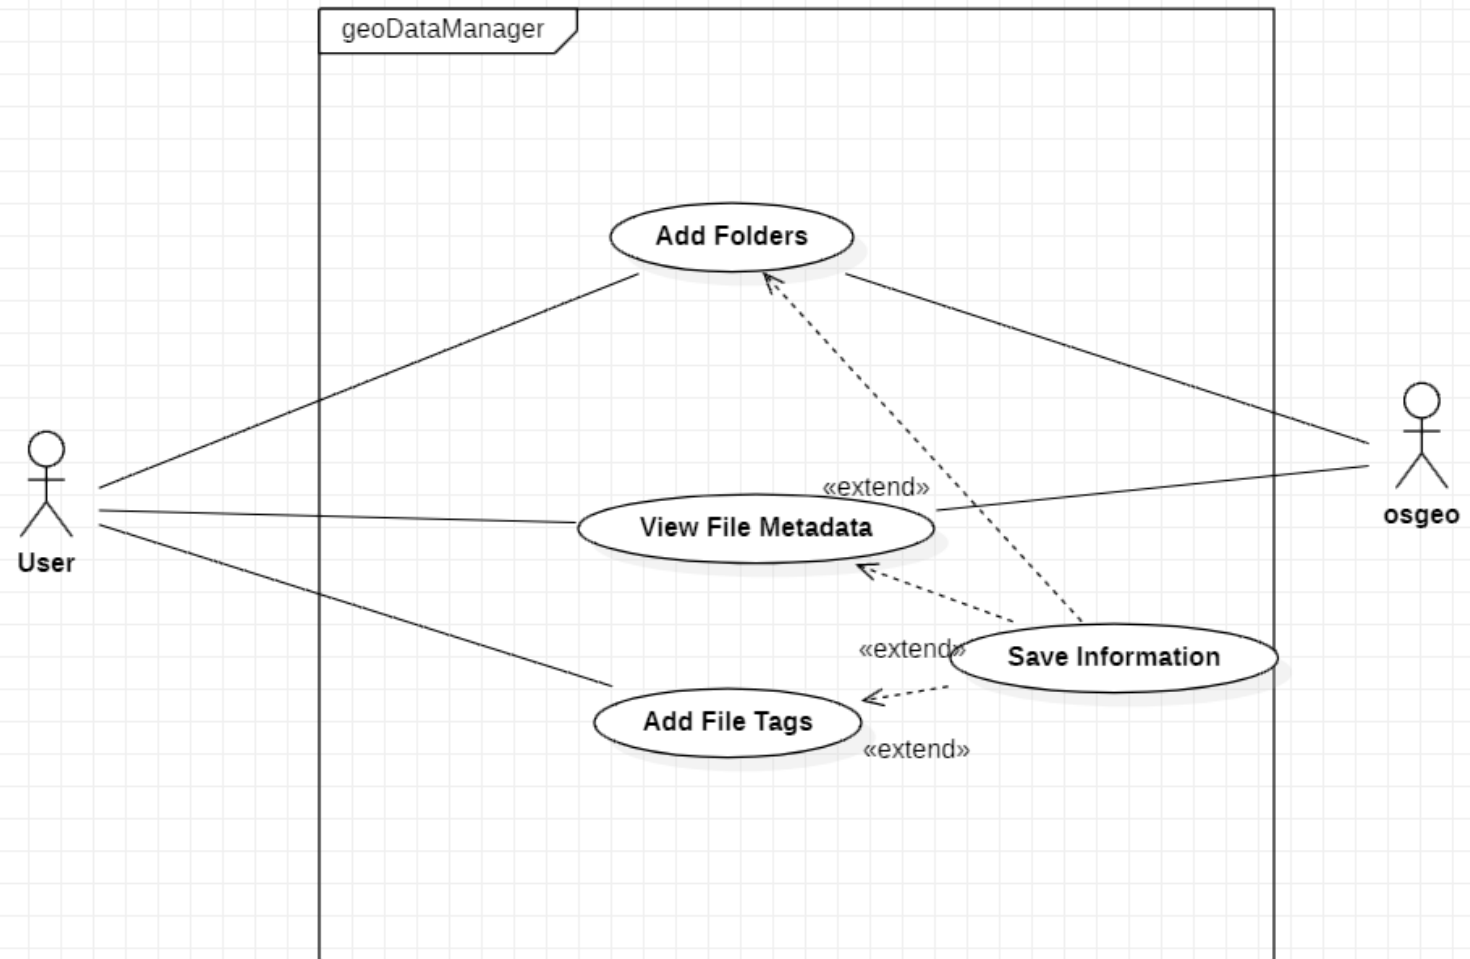 geoDataManager
Add Folders
«extend»
View File Metadata
osgeo
User
«extend»
Save Information
Add File Tags
«extend»